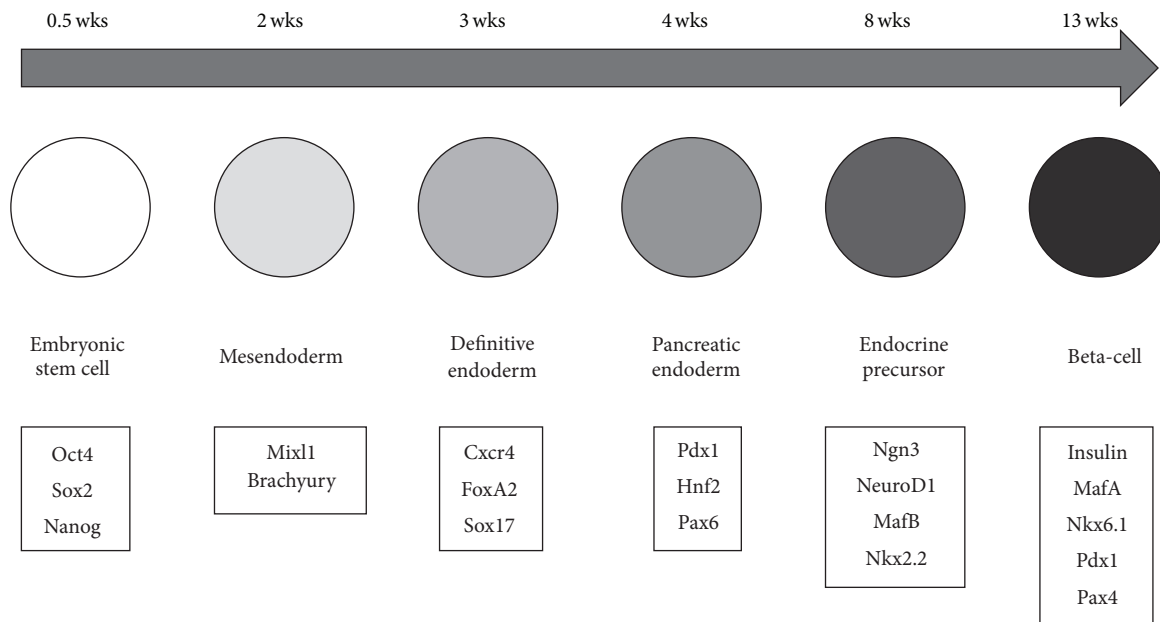 0.5 wks
2 wks
3 wks
4 wks
8 wks
13 wks
Embryonic
stem cell
Mesendoderm
Definitive
endoderm
Pancreatic
endoderm
Endocrine
precursor
Beta-cell
Oct4
Sox2
Nanog
Mixl1
Brachyury
Cxcr4
FoxA2
Sox17
Pdx1
Hnf2
Pax6
Ngn3
NeuroD1
MafB
Nkx2.2
Insulin
MafA
Nkx6.1
Pdx1
Pax4